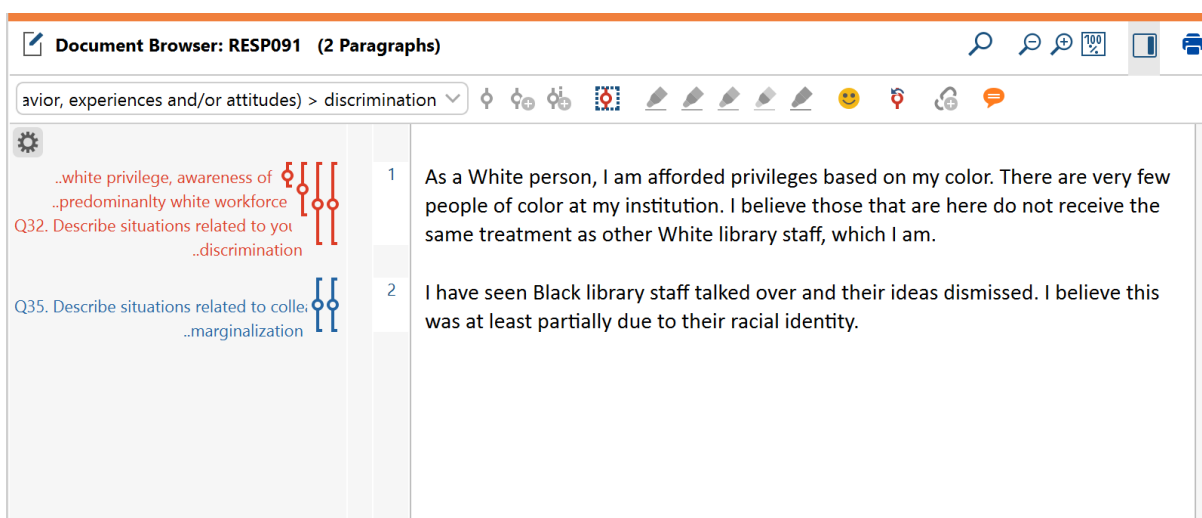 Document Browser: RESP091 (2 Paragraphs)
100
%
avior, experiences and/or attitudes) > discrimination
..white privilege, awareness of
..predominanlty white workforce
Q32. Describe situations related to you
..discrimination
1
As a White person, I am afforded privileges based on my color. There are very few
people of color at my institution. I believe those that are here do not receive the
same treatment as other White library staff, which I am.
Q35. Describe situations related to collea
..marginalization
2
I have seen Black library staff talked over and their ideas dismissed. I believe this
was at least partially due to their racial identity.